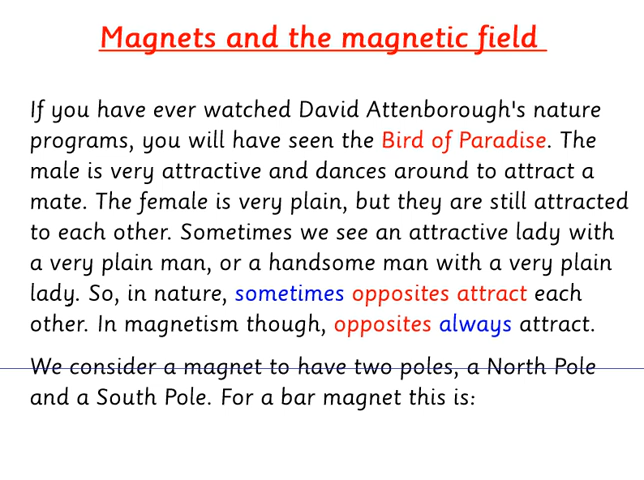 Magnets and the magnetic field
If you have ever watched David Attenborough's nature
programs, you will have seen the Bird of Paradise. The
male is very attractive and dances around to attract a
mate. The female is very plain, but they are still attracted
to each other. Sometimes we see an attractive lady with
a very plain man, or a handsome man with a very plain
lady. So, in nature, sometimes opposites attract each
other. In magnetism though, opposites always attract.
We consider a magnet to have two poles, a North Pole
and a South Pole. For a bar magnet this is: